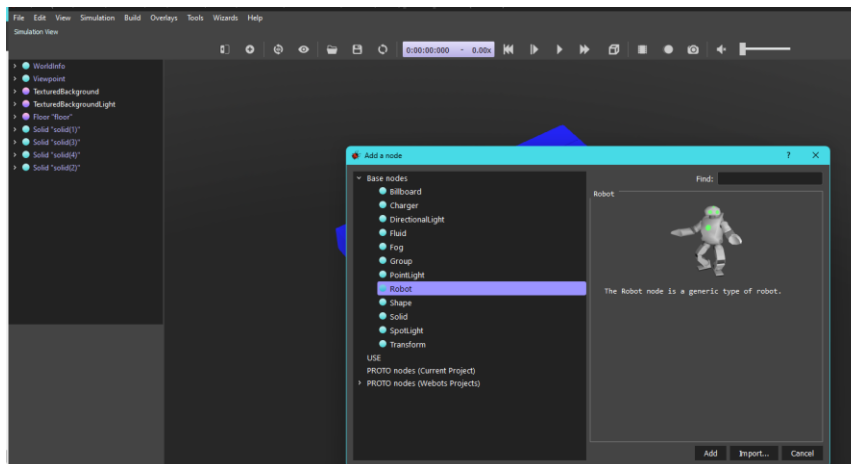 File Edit View Simulation Build Overlays Tools Wizards Help
Simulation View
0:00:00:000 - 0.00x
WorldInfo
Viewpoint
TexturedBackground
TexturedBackgroundLight
Floor "floor"
Solid "solid(1)"
Solid "solid(3)"
Solid "solid(4)"
Solid "solid(2)"
Add a node ? X
Base nodes
Billboard
Charger
DirectionalLight
Fluid
Fog
Group
PointLight
Robot
Shape
Solid
SpotLight
Transform
USE
PROTO nodes (Current Project)
PROTO nodes (Webots Projects)
Find:
Robot
The Robot node is a generic type of robot.
Add Import... Cancel